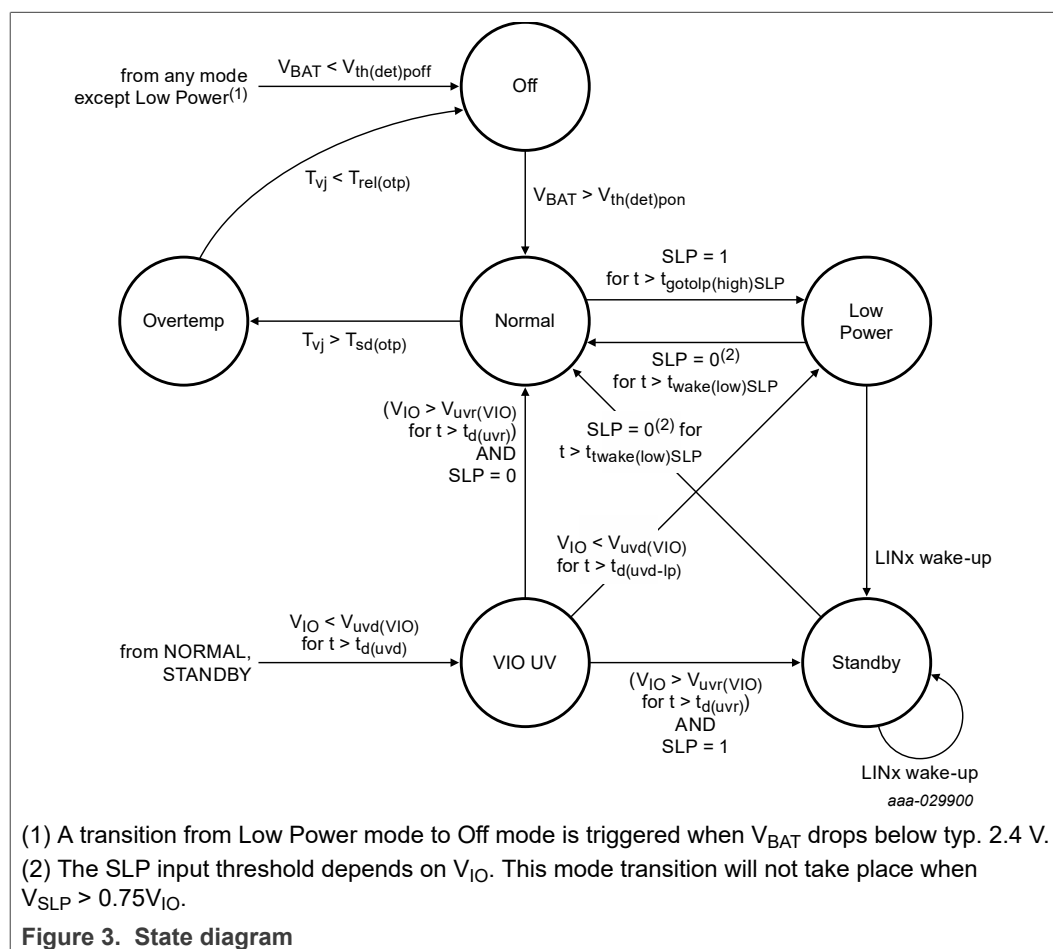 V_BAT < V_th(det)poff
from any mode
except Low Power(1)
Off
T_vj < T_rel(otp)
V_BAT > V_th(det)pon
SLP = 1
for t > t_gotolp(high)SLP
Overtemp
Normal
Low
Power
T_vj > T_sd(otp)
SLP = 0(2)
for t > t_wake(low)SLP
(V_IO > V_uvr(VIO)
for t > t_d(uvr))
AND
SLP = 0
SLP = 0(2) for
t > t_twake(low)SLP
V_IO < V_uvd(VIO)
for t > t_d(uvd-lp)
LINx wake-up
from NORMAL,
STANDBY
V_IO < V_uvd(VIO)
for t > t_d(uvd)
VIO UV
(V_IO > V_uvr(VIO)
for t > t_d(uvr))
AND
SLP = 1
Standby
LINx wake-up
aaa-029900
(1) A transition from Low Power mode to Off mode is triggered when V_BAT drops below typ. 2.4 V.
(2) The SLP input threshold depends on V_IO. This mode transition will not take place when
V_SLP > 0.75V_IO.
Figure 3. State diagram